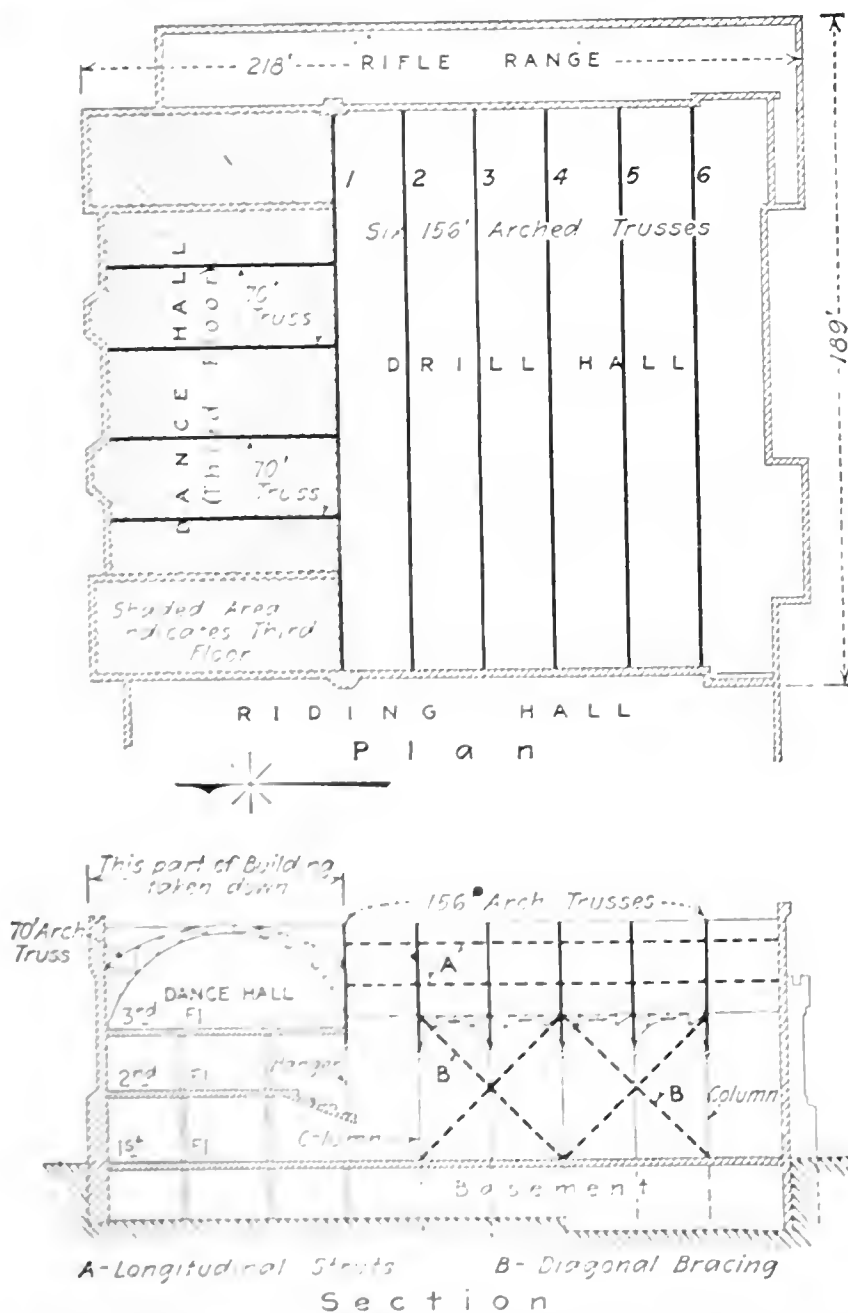 218' RIFLE RANGE
1 2 3 4 5 6
Six 156' Arched Trusses
DANCE HALL
(Third Floor)
70'
Truss
DRILL HALL
189'
70'
Truss
Shaded Area
indicates Third
Floor
RIDING HALL
Plan
This part of Building
taken down
156' Arch Trusses
70' Arch
Truss
A
DANCE HALL
3rd Fl
2nd Fl
Hanger
B
B
Column
1st Fl
Column
Basement
A-Longitudinal Struts B-Diagonal Bracing
Section